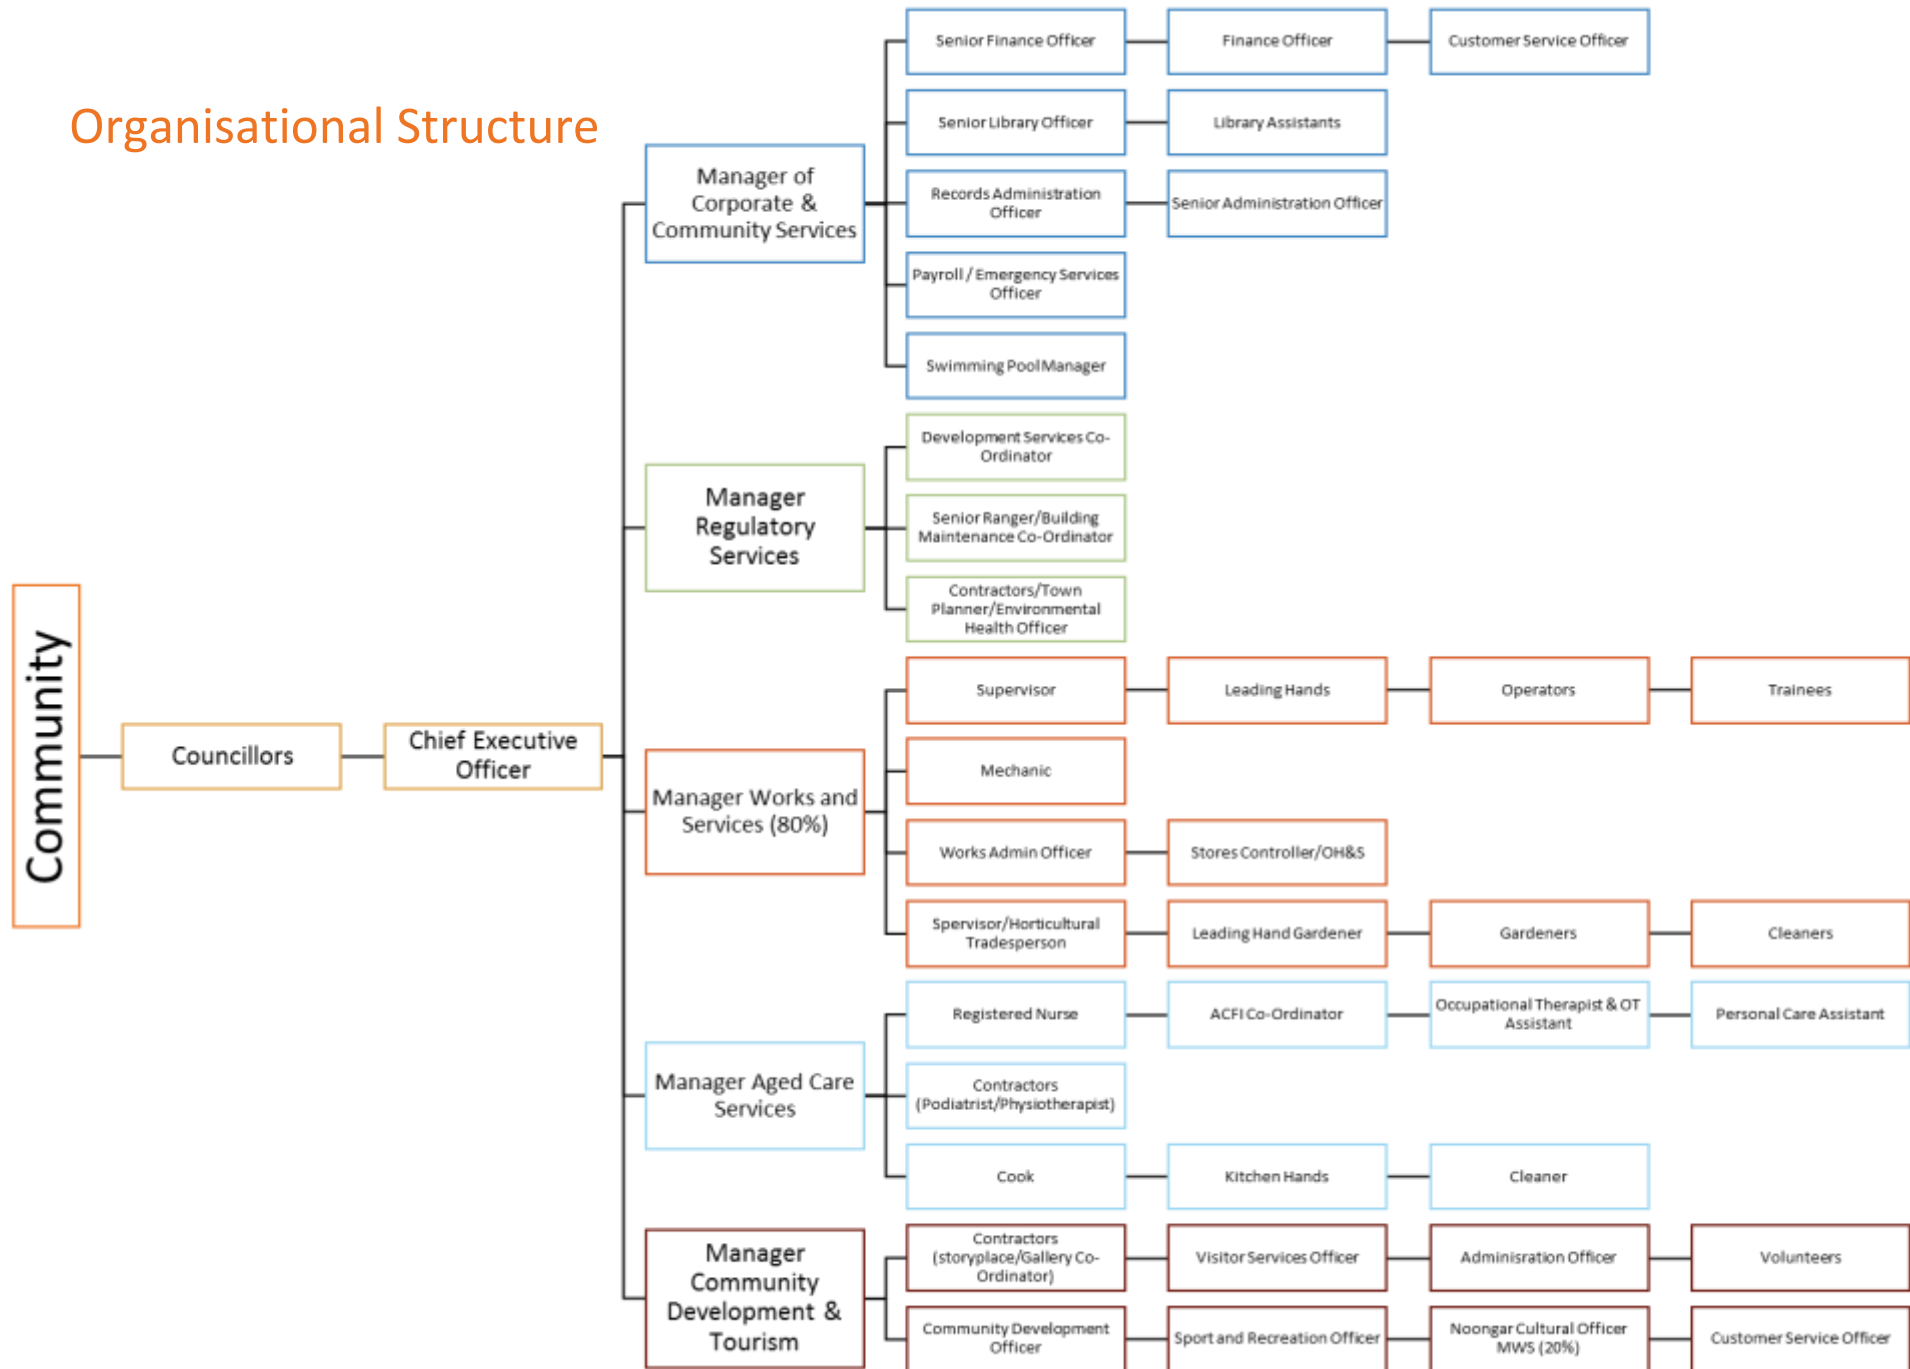 Organisational Structure
Community
Councillors
Chief Executive
Officer
Manager of
Corporate &
Community Services
Senior Finance Officer
Finance Officer
Customer Service Officer
Senior Library Officer
Library Assistants
Records Administration
Officer
Senior Administration Officer
Payroll / Emergency Services
Officer
Swimming Pool Manager
Manager
Regulatory
Services
Development Services Co-
Ordinator
Senior Ranger/Building
Maintenance Co-Ordinator
Contractors/Town
Planner/Environmental
Health Officer
Manager Works and
Services (80%)
Supervisor
Leading Hands
Operators
Trainees
Mechanic
Works Admin Officer
Stores Controller/OH&S
Spervisor/Horticultural
Tradesperson
Leading Hand Gardener
Gardeners
Cleaners
Manager Aged Care
Services
Registered Nurse
ACFI Co-Ordinator
Occupational Therapist & OT
Assistant
Personal Care Assistant
Contractors
(Podiatrist/Physiotherapist)
Cook
Kitchen Hands
Cleaner
Manager
Community
Development &
Tourism
Contractors
(storyplace/Gallery Co-
Ordinator)
Visitor Services Officer
Adminisration Officer
Volunteers
Community Development
Officer
Sport and Recreation Officer
Noongar Cultural Officer
MWS (20%)
Customer Service Officer